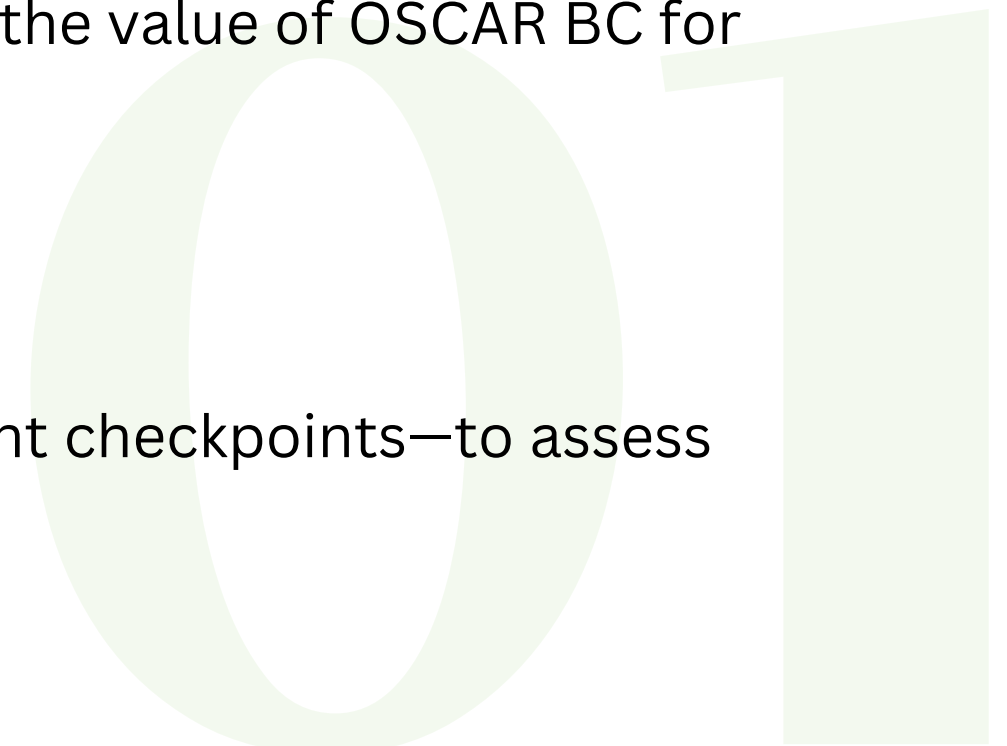 the value of OSCAR BC for
01
nt checkpoints—to assess